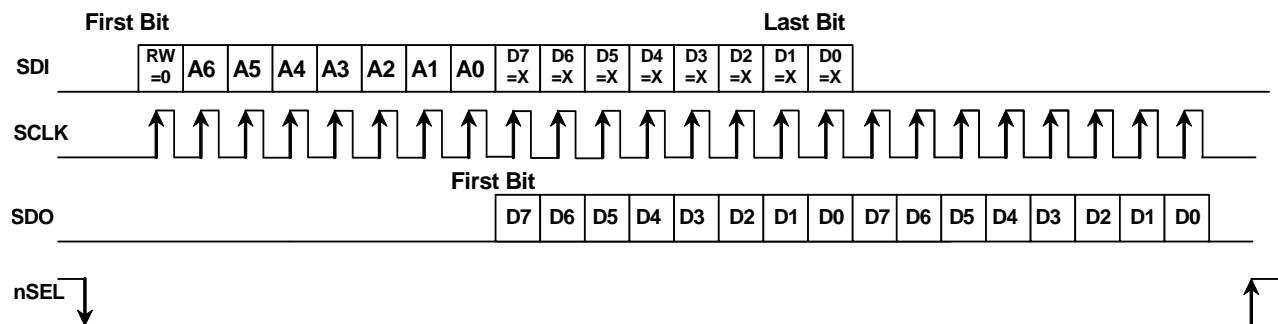 First Bit Last Bit
SDI RW =0 A6 A5 A4 A3 A2 A1 A0 D7 =X D6 =X D5 =X D4 =X D3 =X D2 =X D1 =X D0 =X
SCLK
First Bit
SDO D7 D6 D5 D4 D3 D2 D1 D0 D7 D6 D5 D4 D3 D2 D1 D0
nSEL